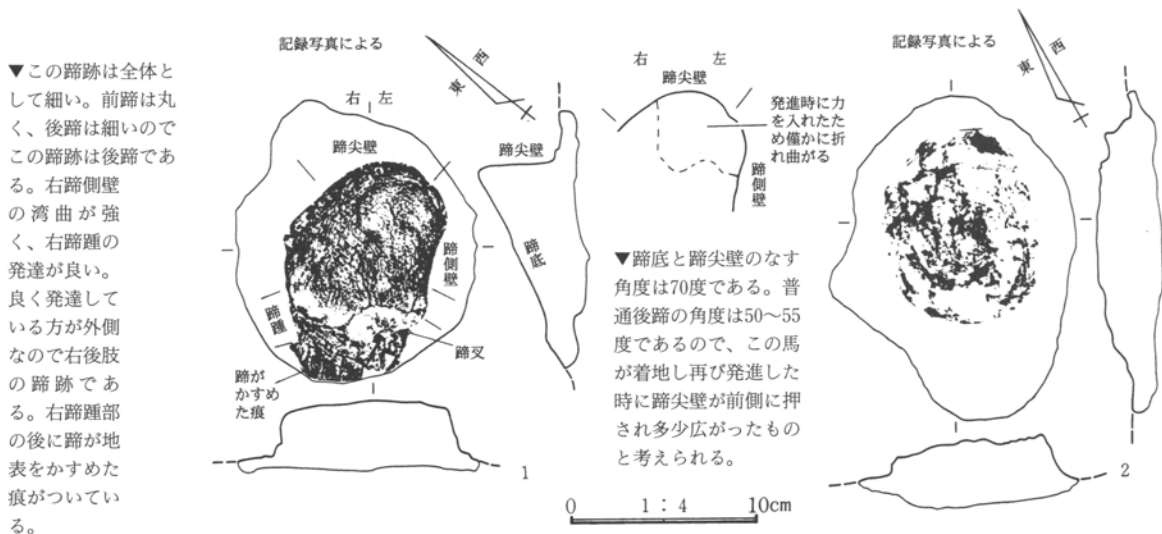 ▼この蹄跡は全体と
して細い。前蹄は丸
く、後蹄は細いので
この蹄跡は後蹄であ
る。右蹄側壁
の湾曲が強
く、右蹄踵の
発達が良い。
良く発達して
いる方が外側
なので右後肢
の蹄跡であ
る。右蹄踵部
の後に蹄が地
表をかすめた
痕がついてい
る。
記録写真による
東
西
右
左
蹄尖壁
蹄側壁
蹄踵
蹄叉
蹄が
かすめ
た痕
蹄尖壁
蹄底
1
右
左
蹄尖壁
発進時に力
を入れたた
め僅かに折
れ曲がる
蹄側壁
▼蹄底と蹄尖壁のなす
角度は70度である。普
通後蹄の角度は50〜55
度であるので、この馬
が着地し再び発進した
時に蹄尖壁が前側に押
され多少広がったもの
と考えられる。
0 1:4 10cm
記録写真による
東
西
2